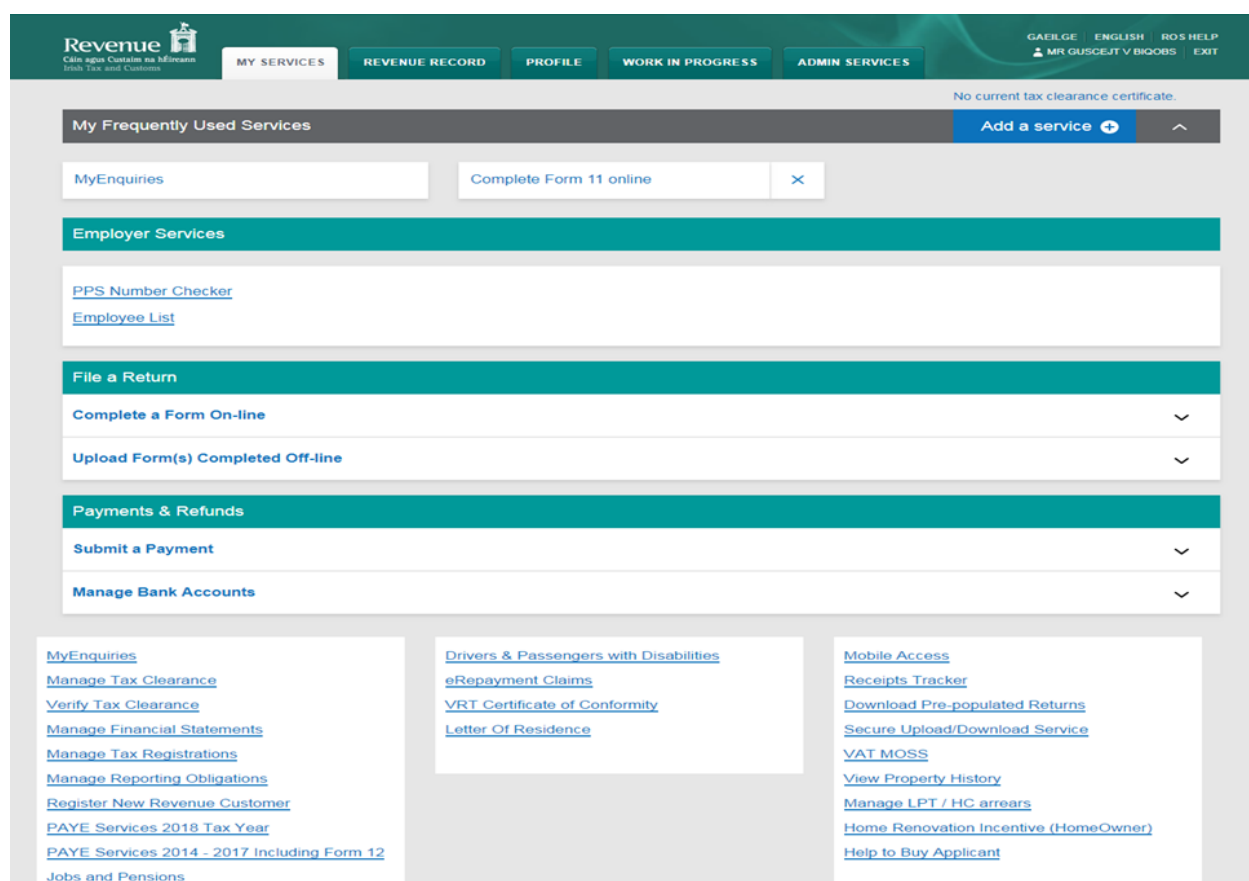 Revenue
Cáin agus Custaim na hÉireann
Irish Tax and Customs
MY SERVICES
REVENUE RECORD
PROFILE
WORK IN PROGRESS
ADMIN SERVICES
GAEILGE ENGLISH ROS HELP
MR GUSCEJT V BIQOBS EXIT
No current tax clearance certificate.
My Frequently Used Services
Add a service
MyEnquiries
Complete Form 11 online
Employer Services
PPS Number Checker
Employee List
File a Return
Complete a Form On-line
Upload Form(s) Completed Off-line
Payments & Refunds
Submit a Payment
Manage Bank Accounts
MyEnquiries
Manage Tax Clearance
Verify Tax Clearance
Manage Financial Statements
Manage Tax Registrations
Manage Reporting Obligations
Register New Revenue Customer
PAYE Services 2018 Tax Year
PAYE Services 2014 - 2017 Including Form 12
Jobs and Pensions
Drivers & Passengers with Disabilities
eRepayment Claims
VRT Certificate of Conformity
Letter Of Residence
Mobile Access
Receipts Tracker
Download Pre-populated Returns
Secure Upload/Download Service
VAT MOSS
View Property History
Manage LPT / HC arrears
Home Renovation Incentive (HomeOwner)
Help to Buy Applicant